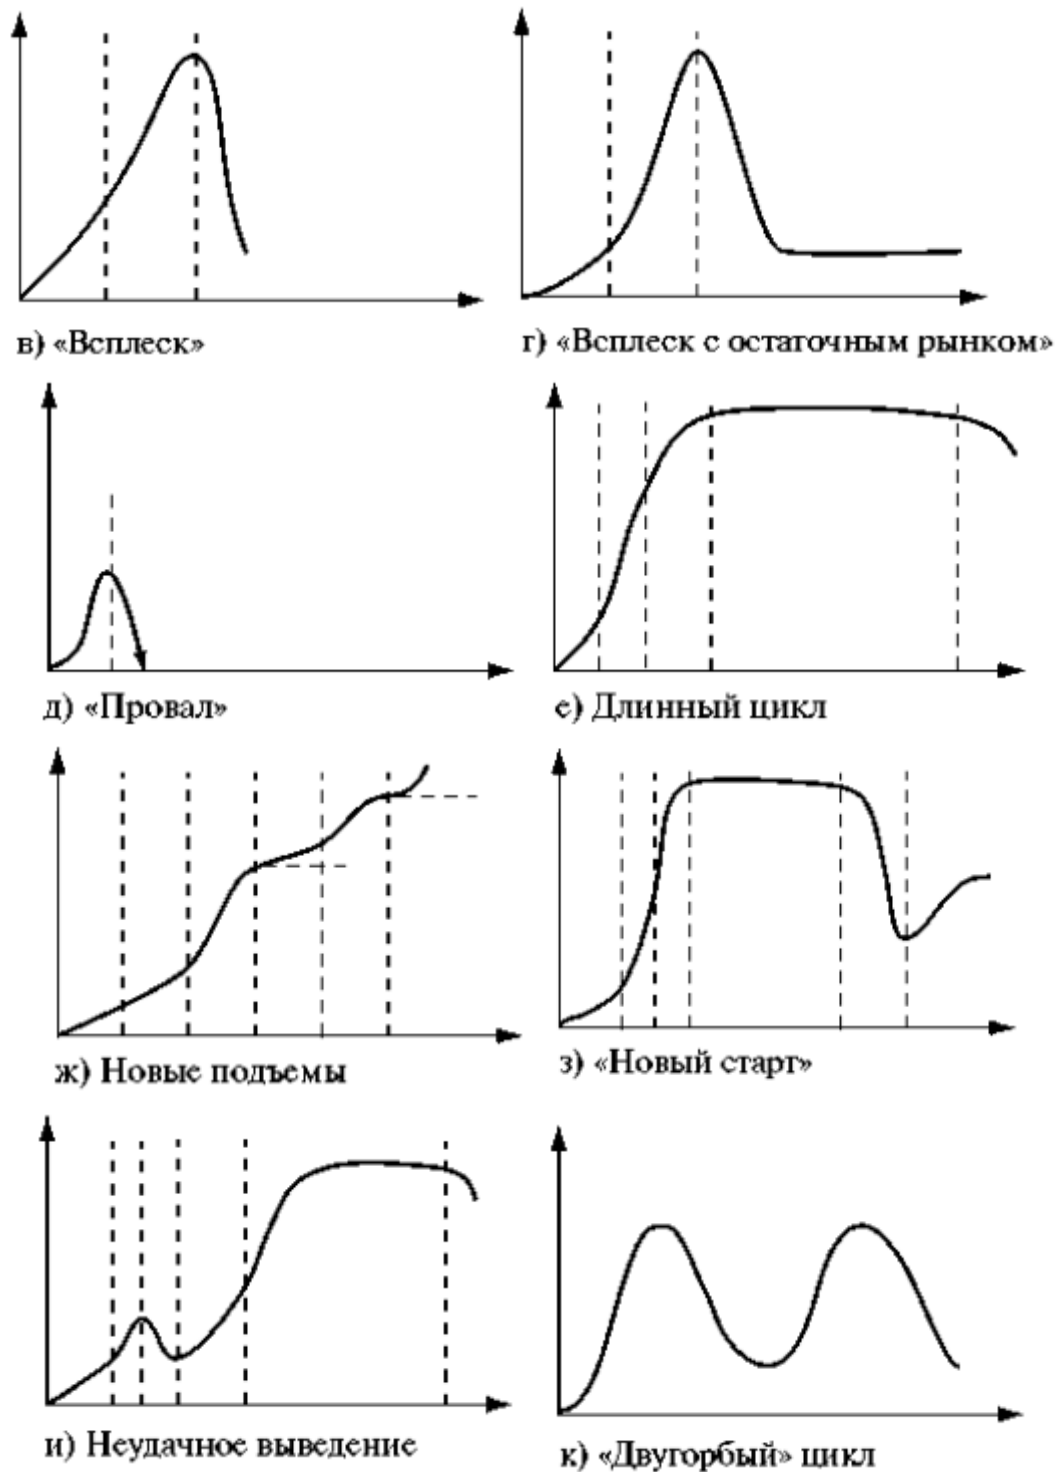 в) «Всплеск»
г) «Всплеск с остаточным рынком»
д) «Провал»
е) Длинный цикл
ж) Новые подъемы
з) «Новый старт»
и) Неудачное выведение
к) «Двугорбый» цикл